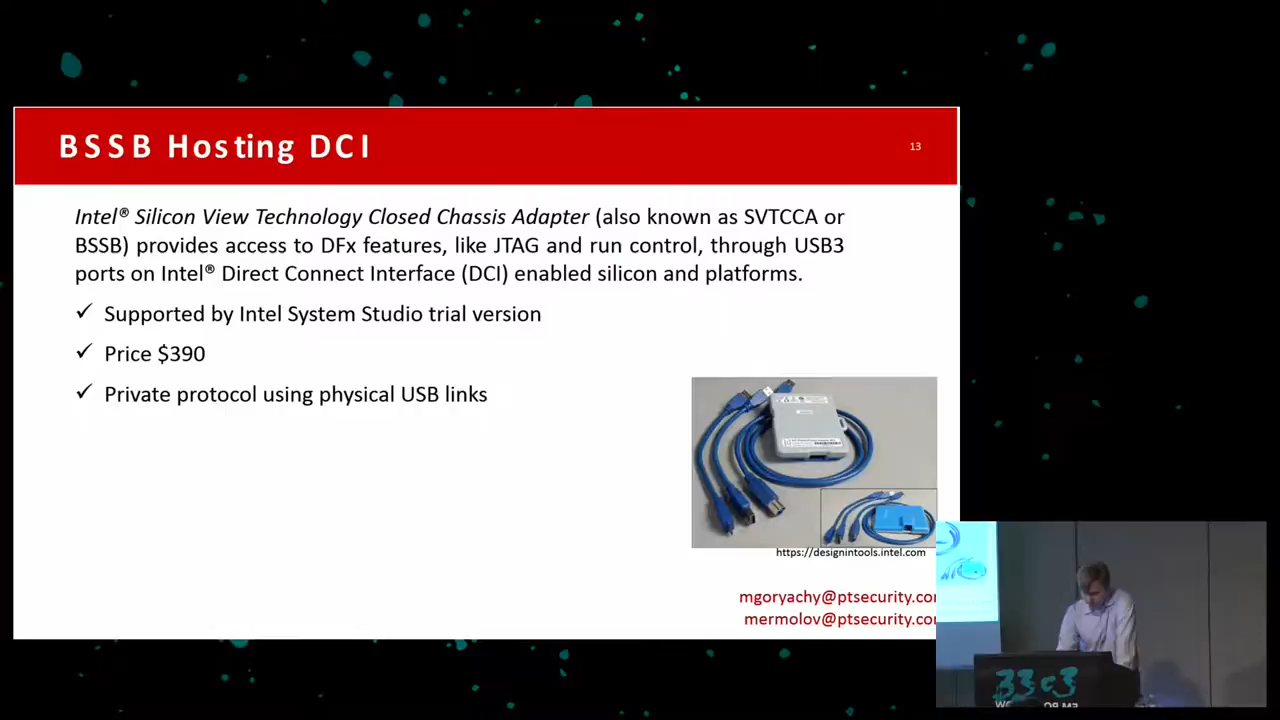 BSSB Hosting DCI
13
Intel® Silicon View Technology Closed Chassis Adapter (also known as SVTCCA or
BSSB) provides access to DFx features, like JTAG and run control, through USB3
ports on Intel® Direct Connect Interface (DCI) enabled silicon and platforms.
✓ Supported by Intel System Studio trial version
✓ Price $390
✓ Private protocol using physical USB links
https://designintools.intel.com
mgoryachy@ptsecurity.co
mermolov@ptsecurity.co
33c3